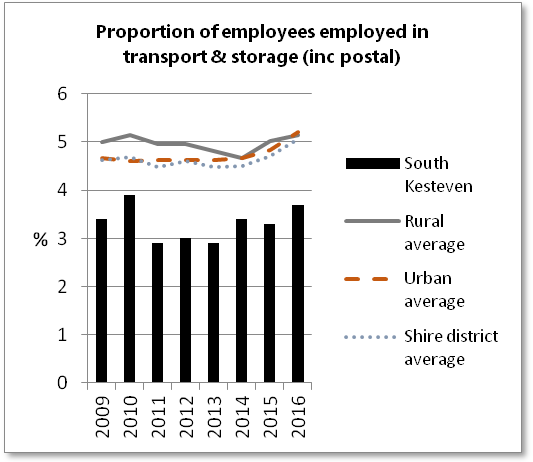 Proportion of employees employed in
transport & storage (inc postal)
6
5
4
3
2
1
0
%
2009
2010
2011
2012
2013
2014
2015
2016
South
Kesteven
Rural
average
Urban
average
Shire district
average